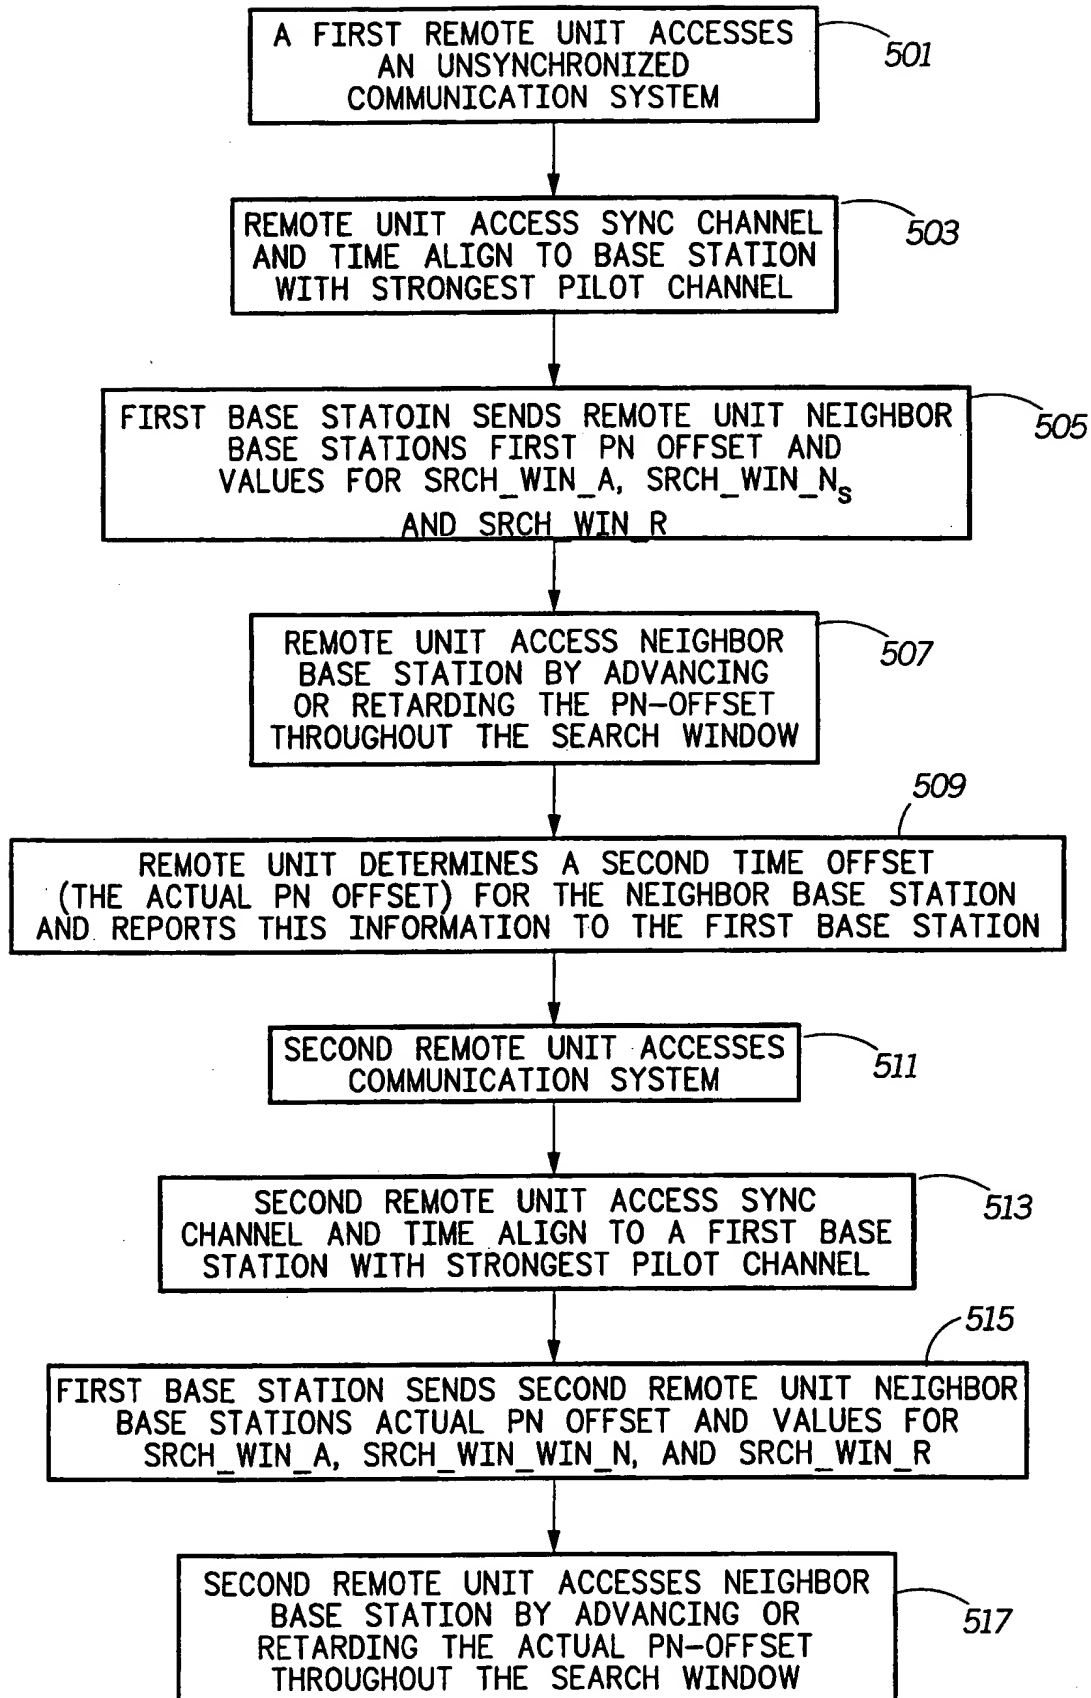 A FIRST REMOTE UNIT ACCESSES
AN UNSYNCHRONIZED
COMMUNICATION SYSTEM
501
REMOTE UNIT ACCESS SYNC CHANNEL
AND TIME ALIGN TO BASE STATION
WITH STRONGEST PILOT CHANNEL
503
FIRST BASE STATOIN SENDS REMOTE UNIT NEIGHBOR
BASE STATIONS FIRST PN OFFSET AND
VALUES FOR SRCH_WIN_A, SRCH_WIN_Ns
AND SRCH_WIN_R
505
REMOTE UNIT ACCESS NEIGHBOR
BASE STATION BY ADVANCING
OR RETARDING THE PN-OFFSET
THROUGHOUT THE SEARCH WINDOW
507
509
REMOTE UNIT DETERMINES A SECOND TIME OFFSET
(THE ACTUAL PN OFFSET) FOR THE NEIGHBOR BASE STATION
AND REPORTS THIS INFORMATION TO THE FIRST BASE STATION
SECOND REMOTE UNIT ACCESSES
COMMUNICATION SYSTEM
511
SECOND REMOTE UNIT ACCESS SYNC
CHANNEL AND TIME ALIGN TO A FIRST BASE
STATION WITH STRONGEST PILOT CHANNEL
513
515
FIRST BASE STATION SENDS SECOND REMOTE UNIT NEIGHBOR
BASE STATIONS ACTUAL PN OFFSET AND VALUES FOR
SRCH_WIN_A, SRCH_WIN_WIN_N, AND SRCH_WIN_R
SECOND REMOTE UNIT ACCESSES NEIGHBOR
BASE STATION BY ADVANCING OR
RETARDING THE ACTUAL PN-OFFSET
THROUGHOUT THE SEARCH WINDOW
517